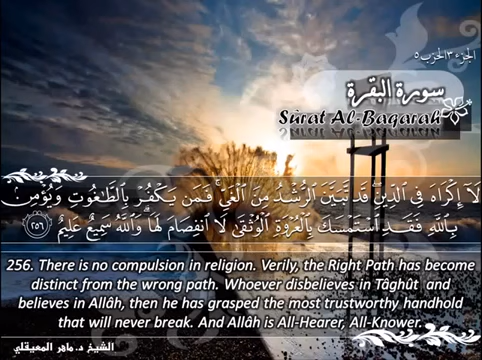 الجزء ٣ الحزب ٥
سورة البقرة
Sûrat Al-Baqarah
لَآ إِكْرَاهَ فِى ٱلدِّينِ ۖ قَد تَّبَيَّنَ ٱلرُّشْدُ مِنَ ٱلْغَىِّ ۚ فَمَن يَكْفُرْ بِٱلطَّـٰغُوتِ وَيُؤْمِنۢ
بِٱللَّهِ فَقَدِ ٱسْتَمْسَكَ بِٱلْعُرْوَةِ ٱلْوُثْقَىٰ لَا ٱنفِصَامَ لَهَا ۗ وَٱللَّهُ سَمِيعٌ عَلِيمٌ ٢٥٦
256. There is no compulsion in religion. Verily, the Right Path has become
distinct from the wrong path. Whoever disbelieves in Tâghût and
believes in Allâh, then he has grasped the most trustworthy handhold
that will never break. And Allâh is All-Hearer, All-Knower.
الشيخ د. ماهر المعيقلي